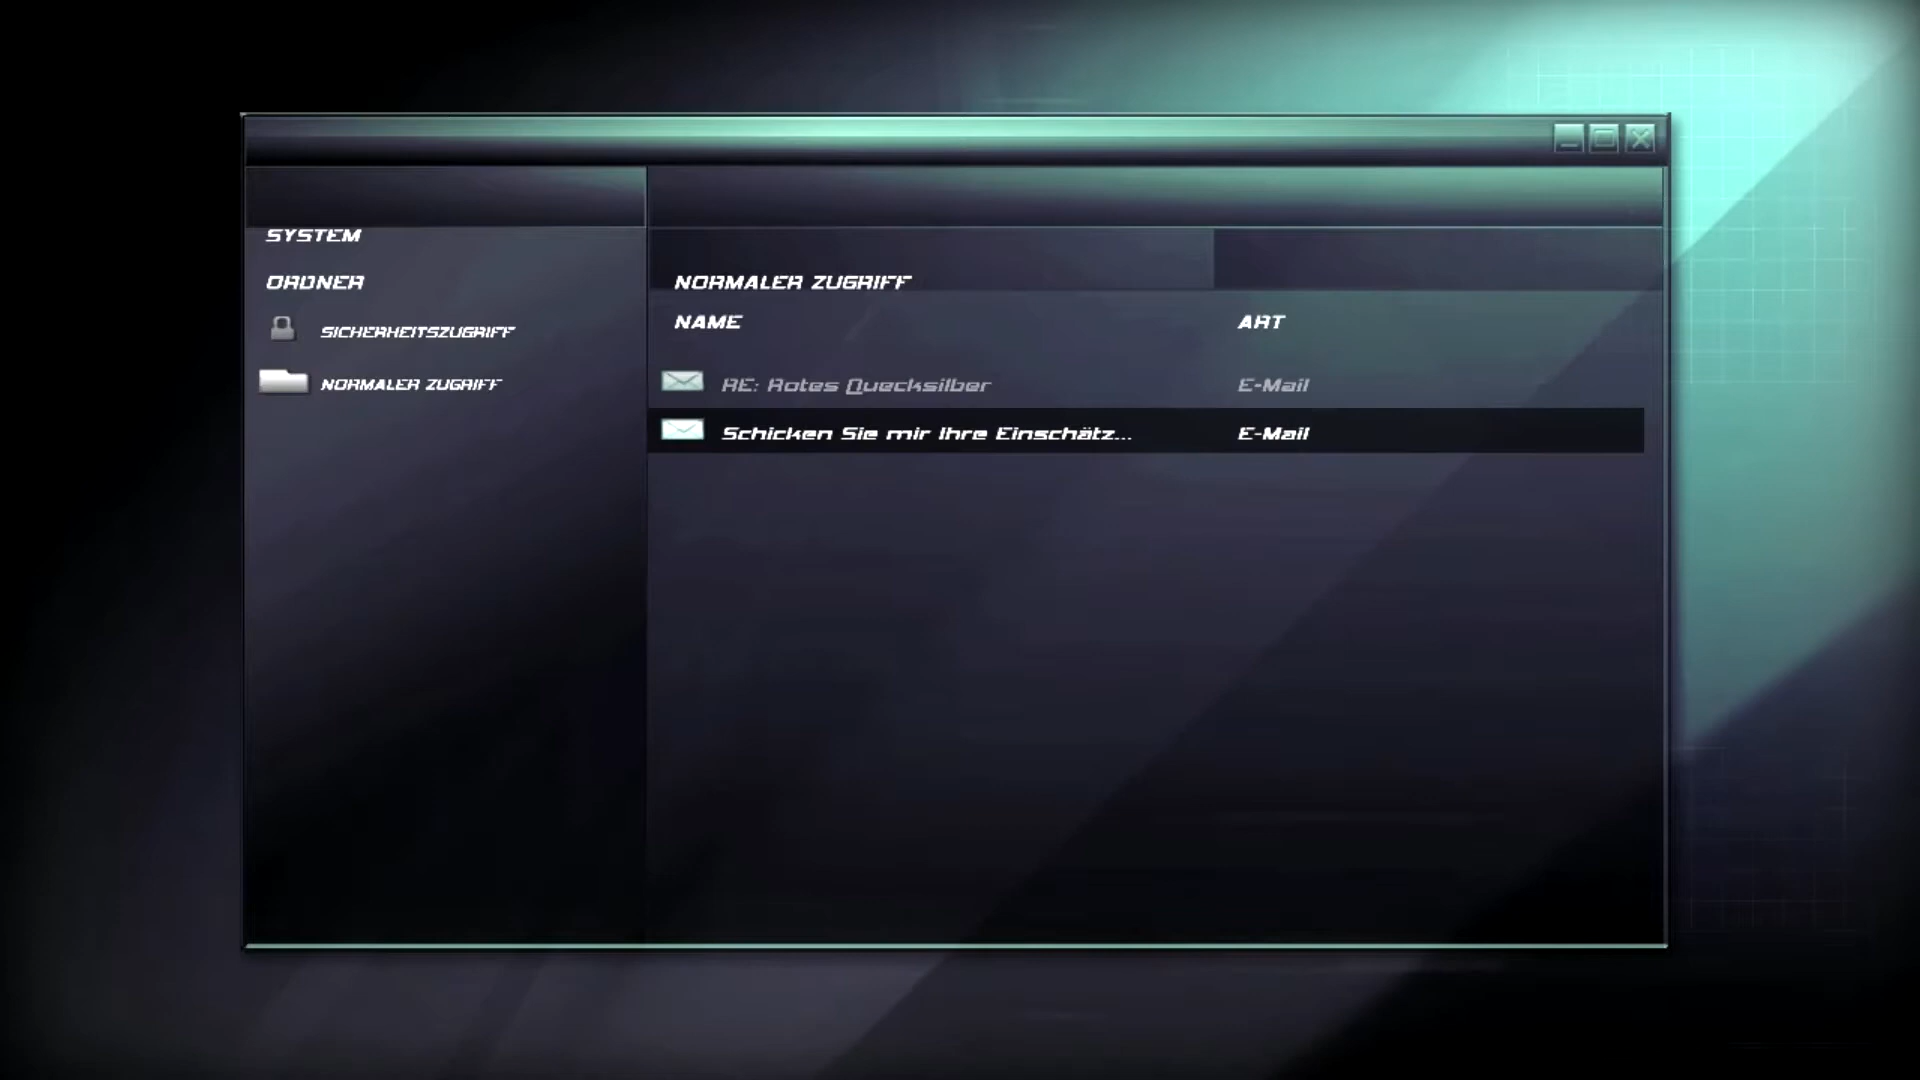 SYSTEM
ORDNER
SICHERHEITSZUGRIFF
NORMALER ZUGRIFF
NORMALER ZUGRIFF
NAME ART
RE: Rotes Quecksilber E-Mail
Schicken Sie mir Ihre Einschätz... E-Mail